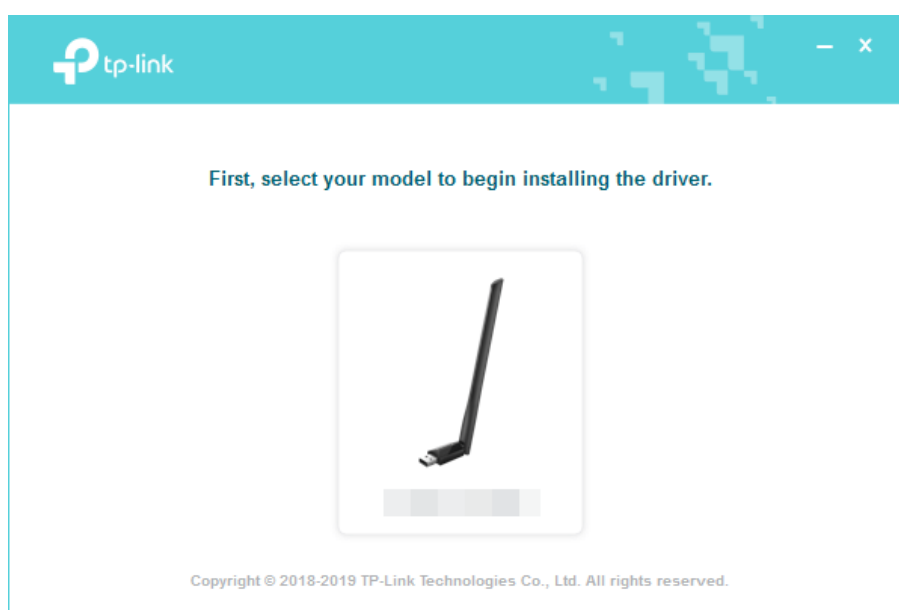 tp-link
First, select your model to begin installing the driver.
Copyright © 2018-2019 TP-Link Technologies Co., Ltd. All rights reserved.